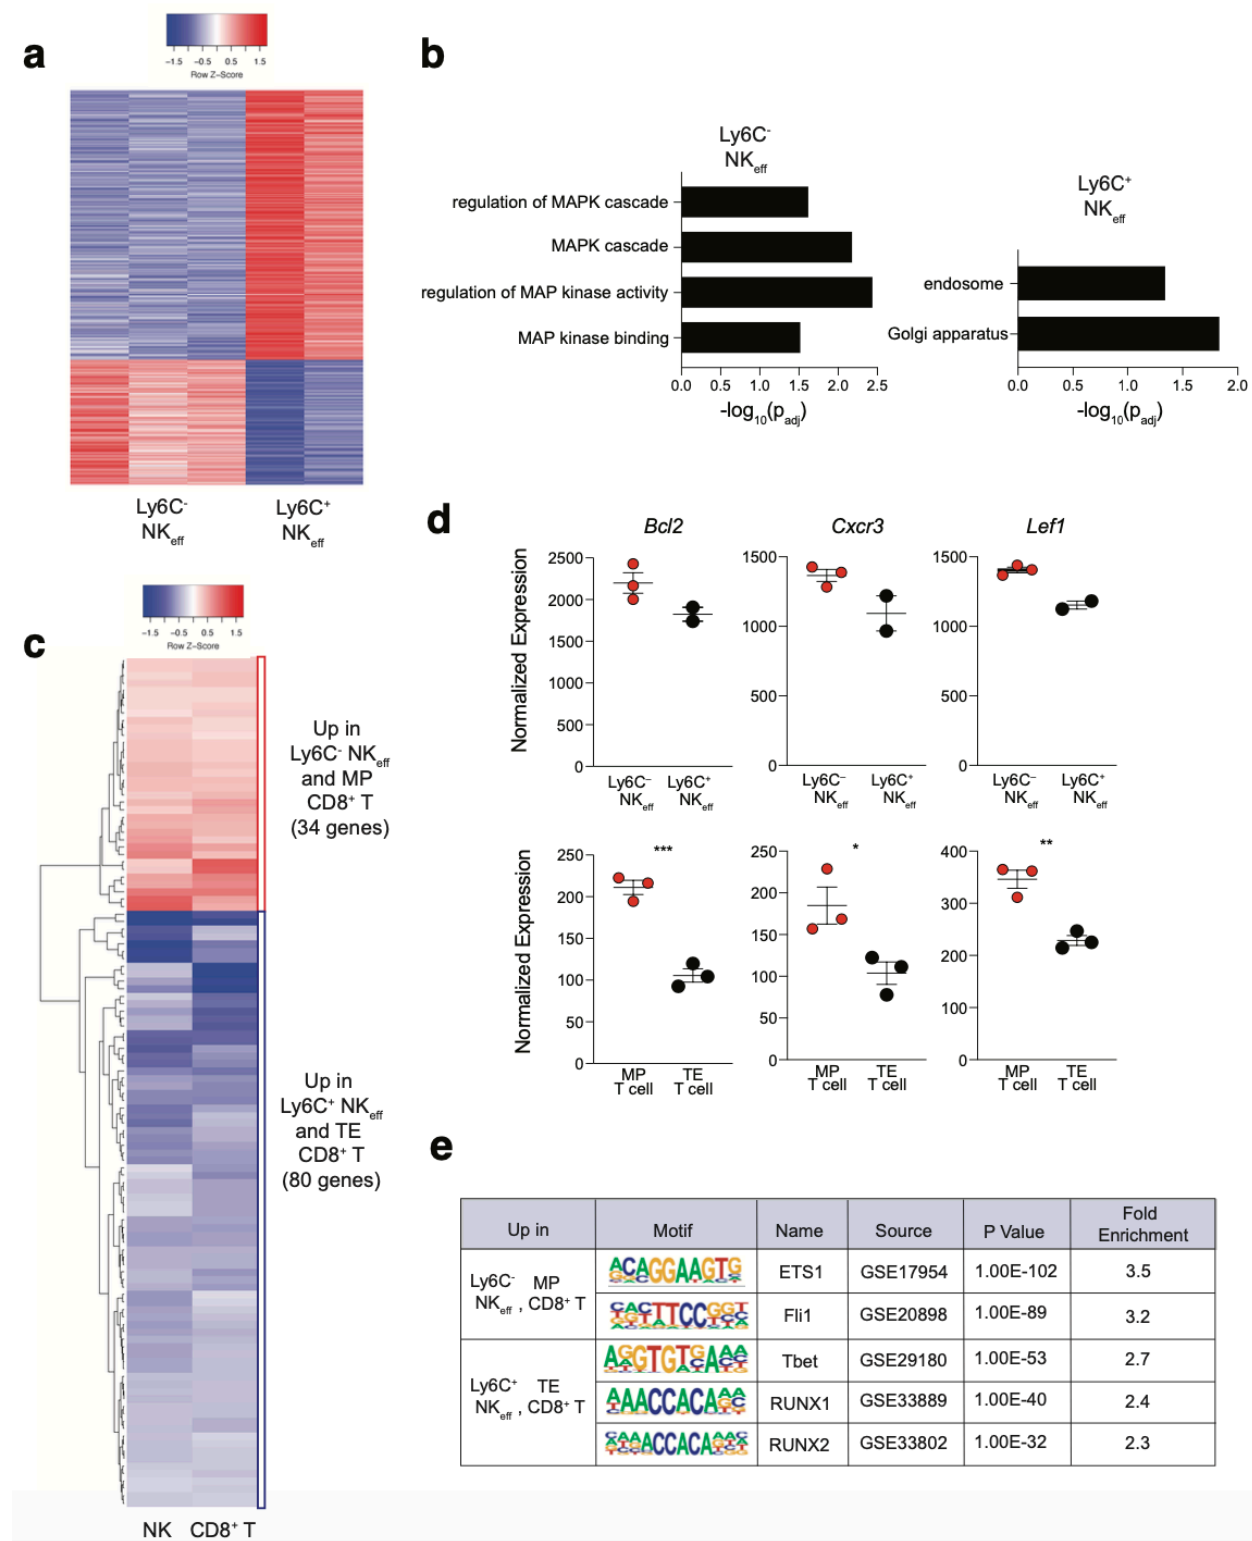 a
−1.5 −0.5 0.5 1.5
Row Z−Score
Ly6C-
NKeff
Ly6C+
NKeff
b
Ly6C-
NKeff
regulation of MAPK cascade
MAPK cascade
regulation of MAP kinase activity
MAP kinase binding
0.0 0.5 1.0 1.5 2.0 2.5
-log10(padj)
Ly6C+
NKeff
endosome
Golgi apparatus
0.0 0.5 1.0 1.5 2.0
-log10(padj)
c
−1.5 −0.5 0.5 1.5
Row Z−Score
Up in
Ly6C- NKeff
and MP
CD8+ T
(34 genes)
Up in
Ly6C+ NKeff
and TE
CD8+ T
(80 genes)
NK CD8+ T
d
Bcl2
Normalized Expression
2500
2000
1500
1000
500
0
Ly6C− Ly6C+
NKeff NKeff
Cxcr3
1500
1000
500
0
Ly6C− Ly6C+
NKeff NKeff
Lef1
1500
1000
500
0
Ly6C− Ly6C+
NKeff NKeff
Normalized Expression
***
250
200
150
100
50
0
MP TE
T cell T cell
*
250
200
150
100
50
0
MP TE
T cell T cell
**
400
300
200
100
0
MP TE
T cell T cell
e
Up in Motif Name Source P Value Fold Enrichment
Ly6C- MP
NKeff , CD8+ T
ACAGGAAGTG ETS1 GSE17954 1.00E-102 3.5
CACTTCCGGT Fli1 GSE20898 1.00E-89 3.2
Ly6C+ TE
NKeff , CD8+ T
AGGTGTGAAA Tbet GSE29180 1.00E-53 2.7
AAACCACAAA RUNX1 GSE33889 1.00E-40 2.4
CAAACCACAAAC RUNX2 GSE33802 1.00E-32 2.3